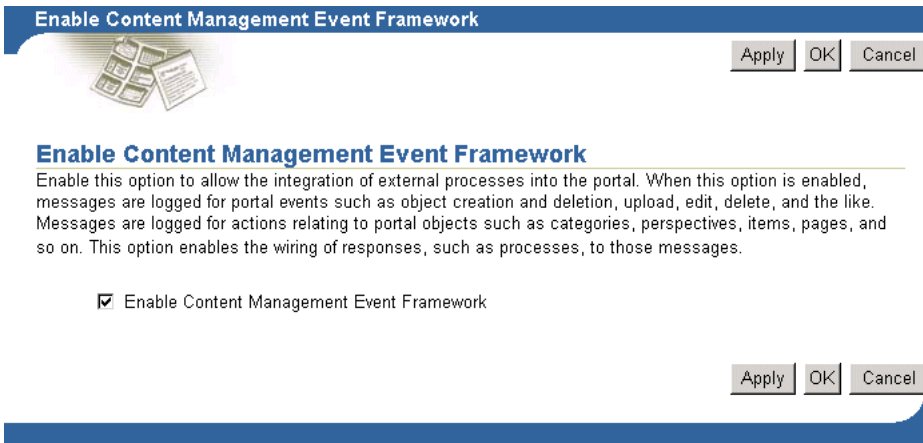 Enable Content Management Event Framework
Apply OK Cancel
Enable Content Management Event Framework
Enable this option to allow the integration of external processes into the portal. When this option is enabled,
messages are logged for portal events such as object creation and deletion, upload, edit, delete, and the like.
Messages are logged for actions relating to portal objects such as categories, perspectives, items, pages, and
so on. This option enables the wiring of responses, such as processes, to those messages.
Enable Content Management Event Framework
Apply OK Cancel